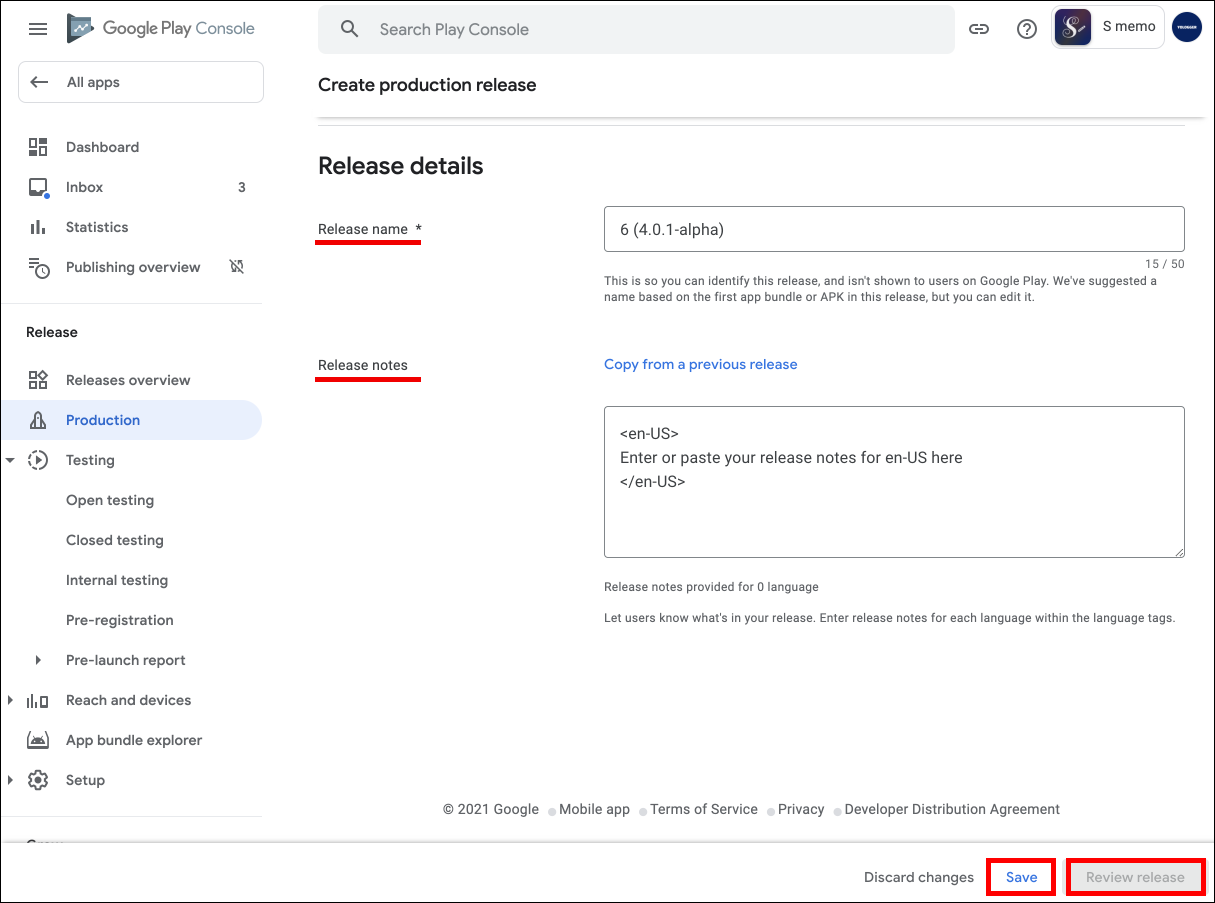 Google Play Console
Search Play Console
S memo
All apps
Create production release
Dashboard
Inbox 3
Statistics
Publishing overview
Release
Releases overview
Production
Testing
Open testing
Closed testing
Internal testing
Pre-registration
Pre-launch report
Reach and devices
App bundle explorer
Setup
Release details
Release name *
6 (4.0.1-alpha)
15 / 50
This is so you can identify this release, and isn't shown to users on Google Play. We've suggested a
name based on the first app bundle or APK in this release, but you can edit it.
Release notes
Copy from a previous release
<en-US>
Enter or paste your release notes for en-US here
</en-US>
Release notes provided for 0 language
Let users know what's in your release. Enter release notes for each language within the language tags.
© 2021 Google Mobile app Terms of Service Privacy Developer Distribution Agreement
Discard changes
Save
Review release